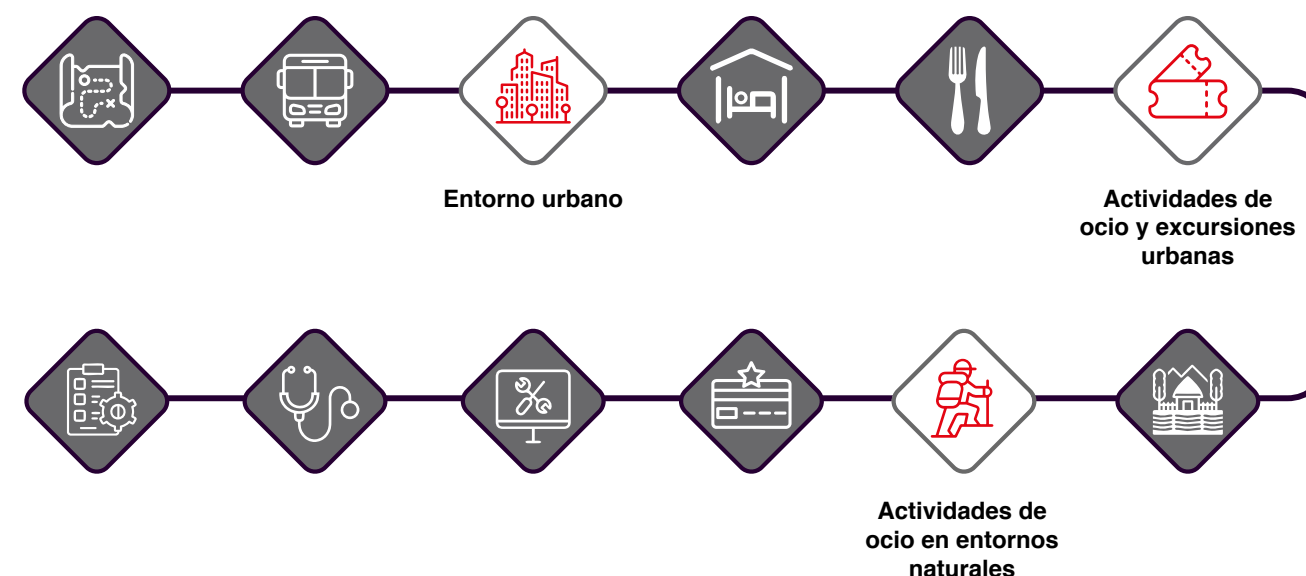 Entorno urbano
Actividades de
ocio y excursiones
urbanas
Actividades de
ocio en entornos
naturales